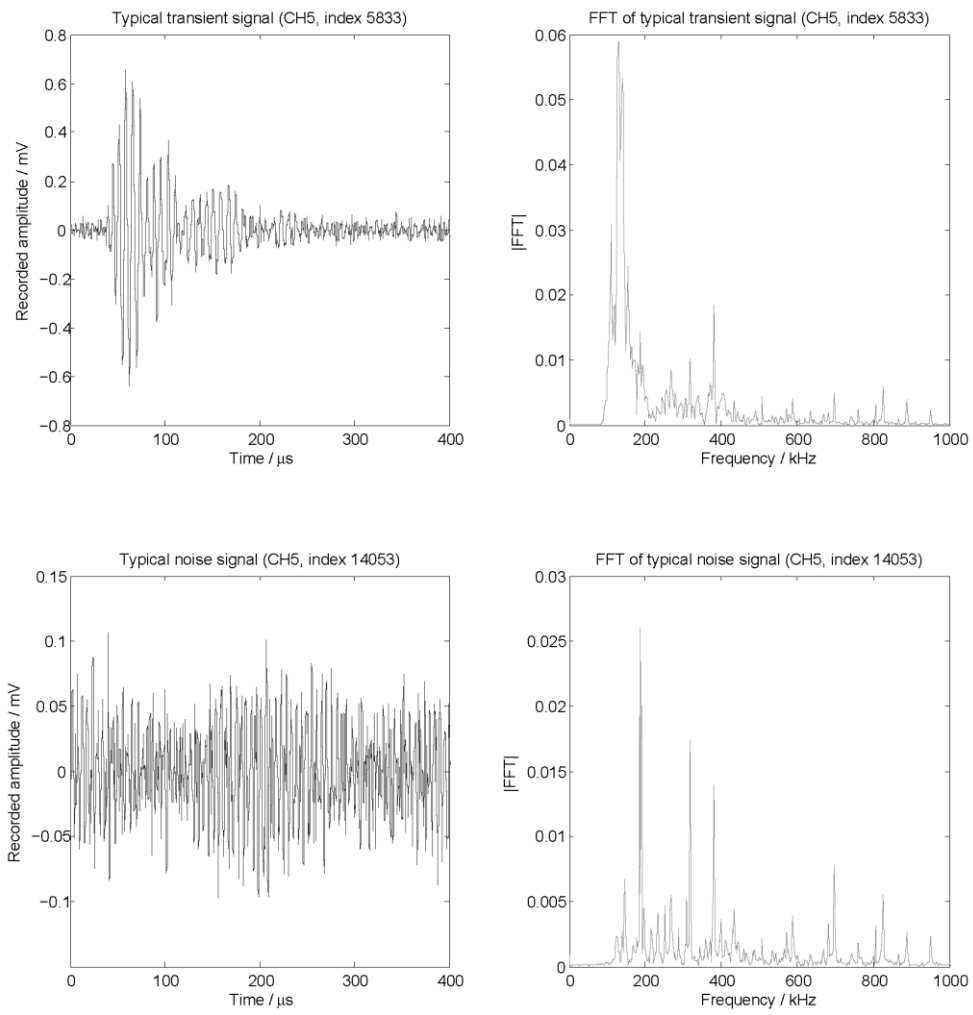 Typical transient signal (CH5, index 5833)
0.8
0.6
0.4
0.2
0
−0.2
−0.4
−0.6
−0.8
0 100 200 300 400
Recorded amplitude / mV
Time / μs
FFT of typical transient signal (CH5, index 5833)
0.06
0.05
0.04
0.03
0.02
0.01
0
0 200 400 600 800 1000
|FFT|
Frequency / kHz
Typical noise signal (CH5, index 14053)
0.15
0.1
0.05
0
−0.05
−0.1
0 100 200 300 400
Recorded amplitude / mV
Time / μs
FFT of typical noise signal (CH5, index 14053)
0.03
0.025
0.02
0.015
0.01
0.005
0
0 200 400 600 800 1000
|FFT|
Frequency / kHz